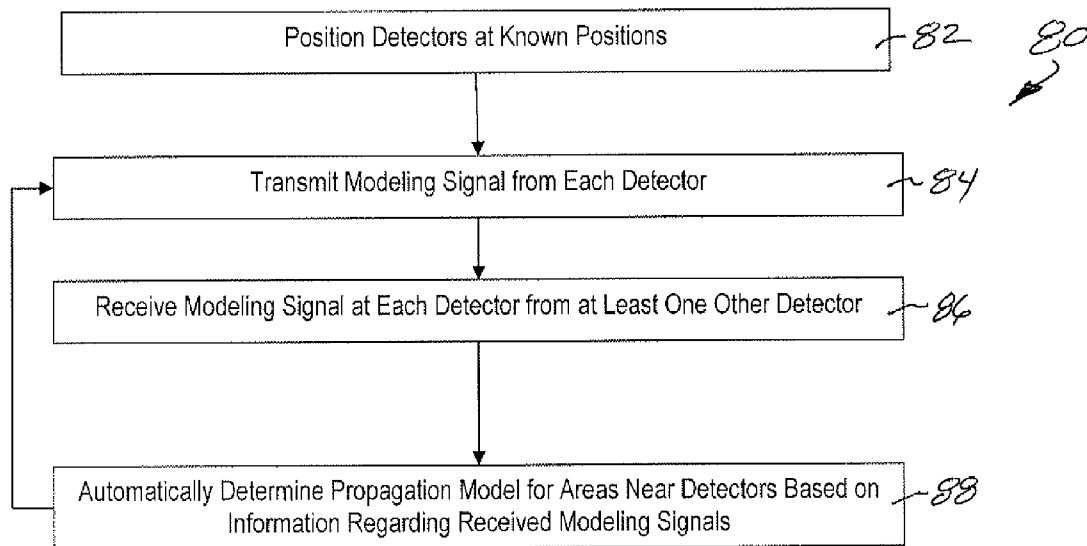 Position Detectors at Known Positions
82
80
Transmit Modeling Signal from Each Detector
84
Receive Modeling Signal at Each Detector from at Least One Other Detector
86
Automatically Determine Propagation Model for Areas Near Detectors Based on
Information Regarding Received Modeling Signals
88